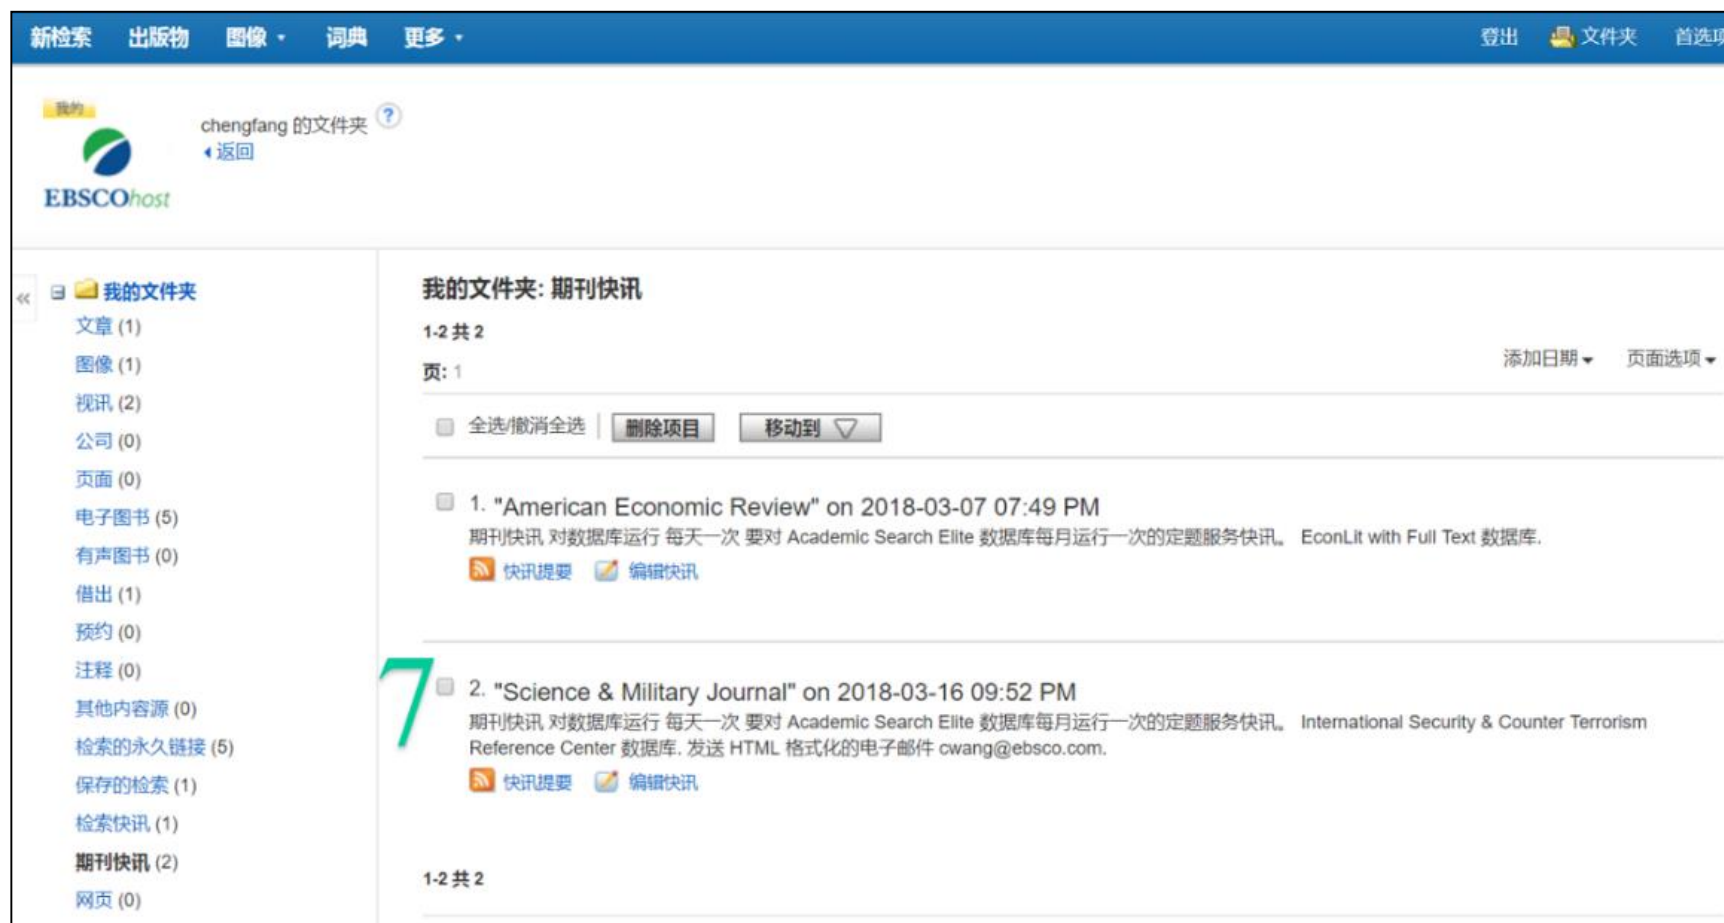 新检索 出版物 图像 词典 更多 登出 文件夹 首选项
我的
chengfang 的文件夹 ?
返回
EBSCOhost
我的文件夹
文章 (1)
图像 (1)
视讯 (2)
公司 (0)
页面 (0)
电子图书 (5)
有声图书 (0)
借出 (1)
预约 (0)
注释 (0)
其他内容源 (0)
检索的永久链接 (5)
保存的检索 (1)
检索快讯 (1)
期刊快讯 (2)
网页 (0)
我的文件夹: 期刊快讯
1-2 共 2
页: 1
添加日期 页面选项
全选/撤消全选 删除项目 移动到
1. "American Economic Review" on 2018-03-07 07:49 PM
期刊快讯 对数据库运行 每天一次 要对 Academic Search Elite 数据库每月运行一次的定题服务快讯。 EconLit with Full Text 数据库.
快讯提要 编辑快讯
7
2. "Science & Military Journal" on 2018-03-16 09:52 PM
期刊快讯 对数据库运行 每天一次 要对 Academic Search Elite 数据库每月运行一次的定题服务快讯。 International Security & Counter Terrorism
Reference Center 数据库. 发送 HTML 格式化的电子邮件 cwang@ebsco.com.
快讯提要 编辑快讯
1-2 共 2